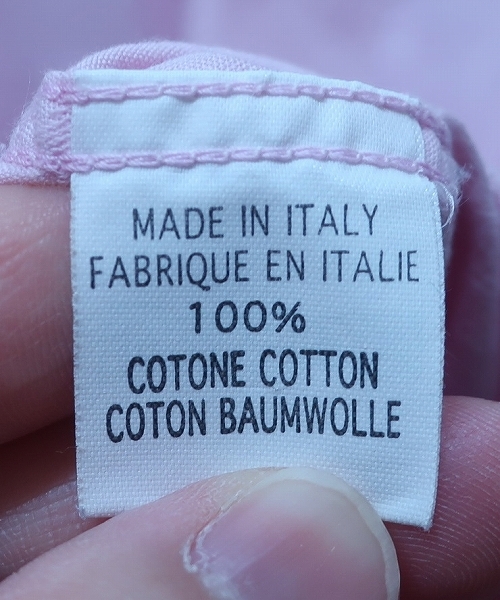 MADE IN ITALY
FABRIQUE EN ITALIE
100%
COTONE COTTON
COTON BAUMWOLLE